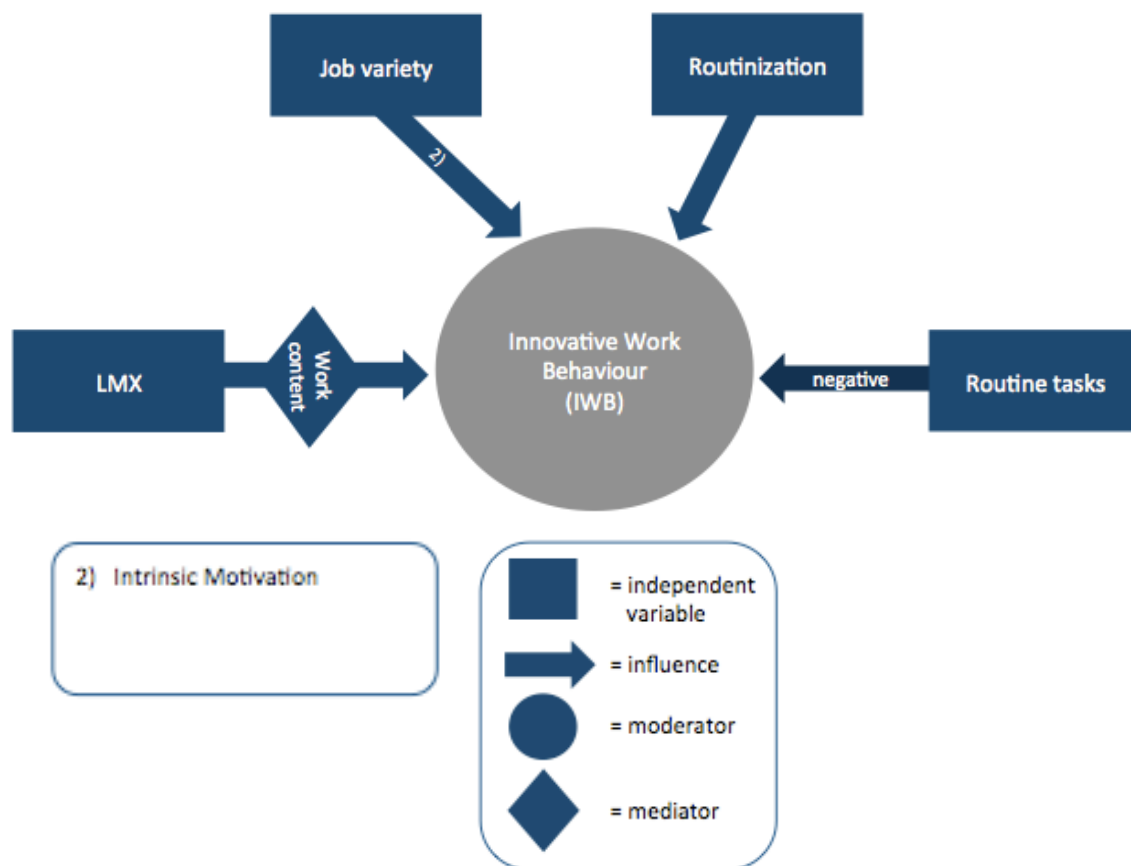 Job variety
Routinization
2)
Innovative Work
Behaviour
(IWB)
LMX
Work
content
negative
Routine tasks
2) Intrinsic Motivation
= independent
variable
= influence
= moderator
= mediator